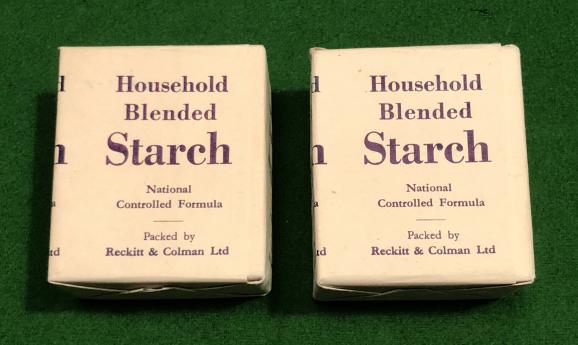 Household
Blended
Starch
National
Controlled Formula
Packed by
Reckitt & Colman Ltd
Household
Blended
Starch
National
Controlled Formula
Packed by
Reckitt & Colman Ltd